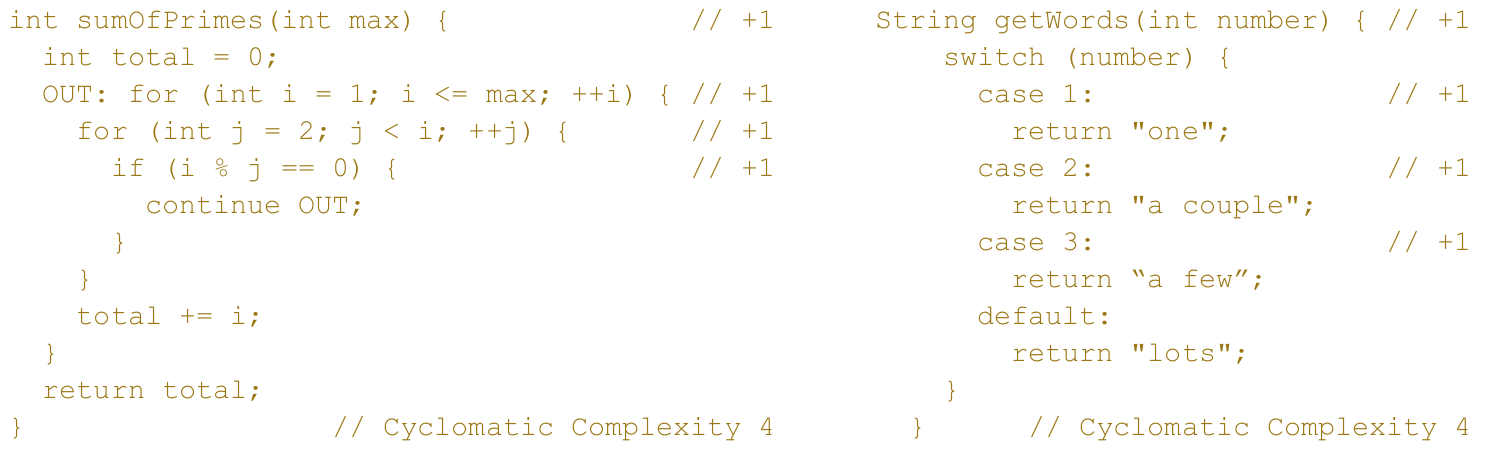 int sumOfPrimes(int max) { // +1
int total = 0;
OUT: for (int i = 1; i <= max; ++i) { // +1
for (int j = 2; j < i; ++j) { // +1
if (i % j == 0) { // +1
continue OUT;
}
}
total += i;
}
return total;
} // Cyclomatic Complexity 4
String getWords(int number) { // +1
switch (number) {
case 1: // +1
return "one";
case 2: // +1
return "a couple";
case 3: // +1
return “a few”;
default:
return "lots";
}
} // Cyclomatic Complexity 4